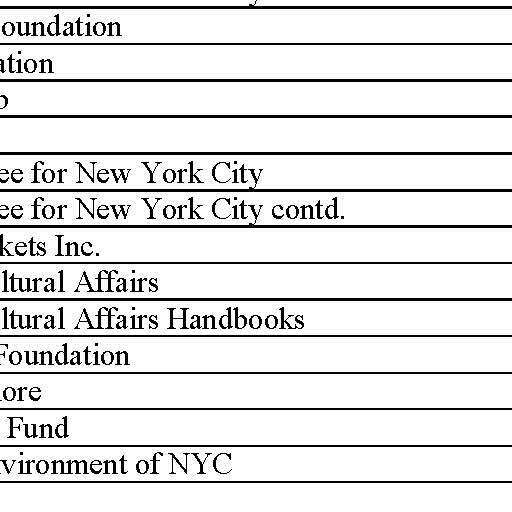 oundation
ation
ee for New York City
ee for New York City contd.
kets Inc.
ltural Affairs
ltural Affairs Handbooks
Foundation
ore
Fund
vironment of NYC